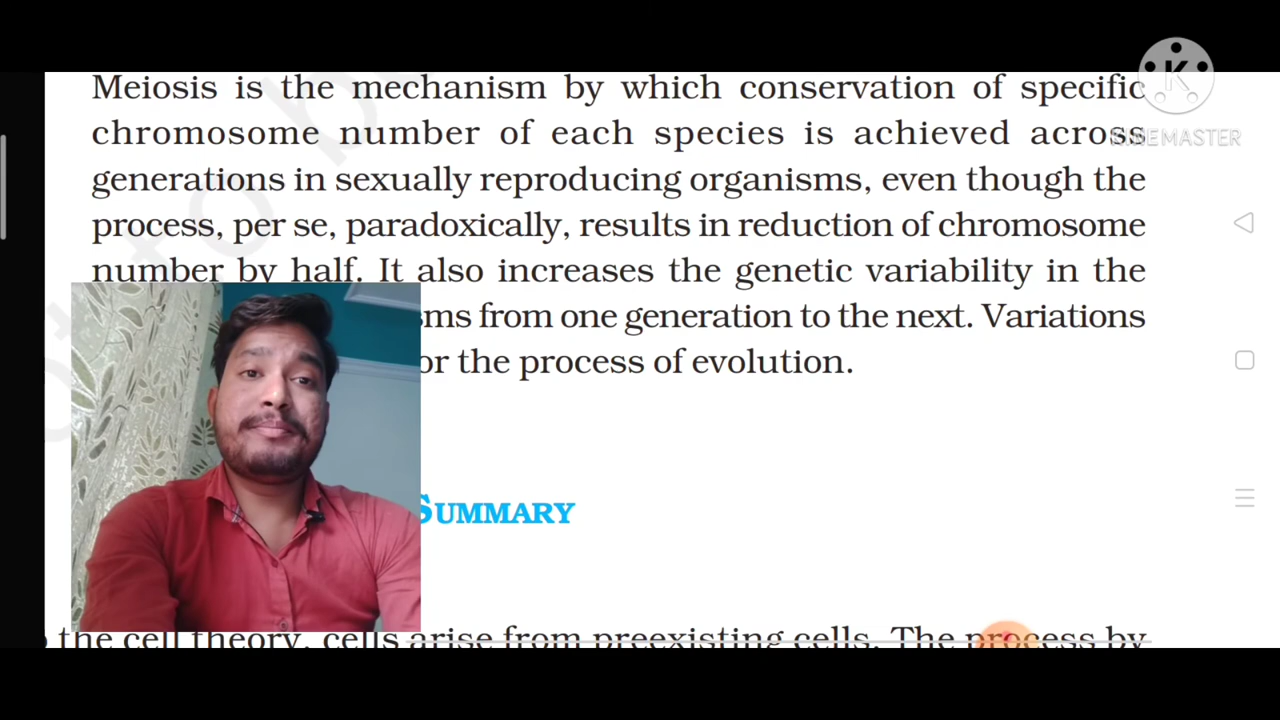 Meiosis is the mechanism by which conservation of specific
chromosome number of each species is achieved across
generations in sexually reproducing organisms, even though the
process, per se, paradoxically, results in reduction of chromosome
number by half. It also increases the genetic variability in the
from one generation to the next. Variations
the process of evolution.
SUMMARY
the cell theory, cells arise from preexisting cells. The process by
K
KINEMASTER